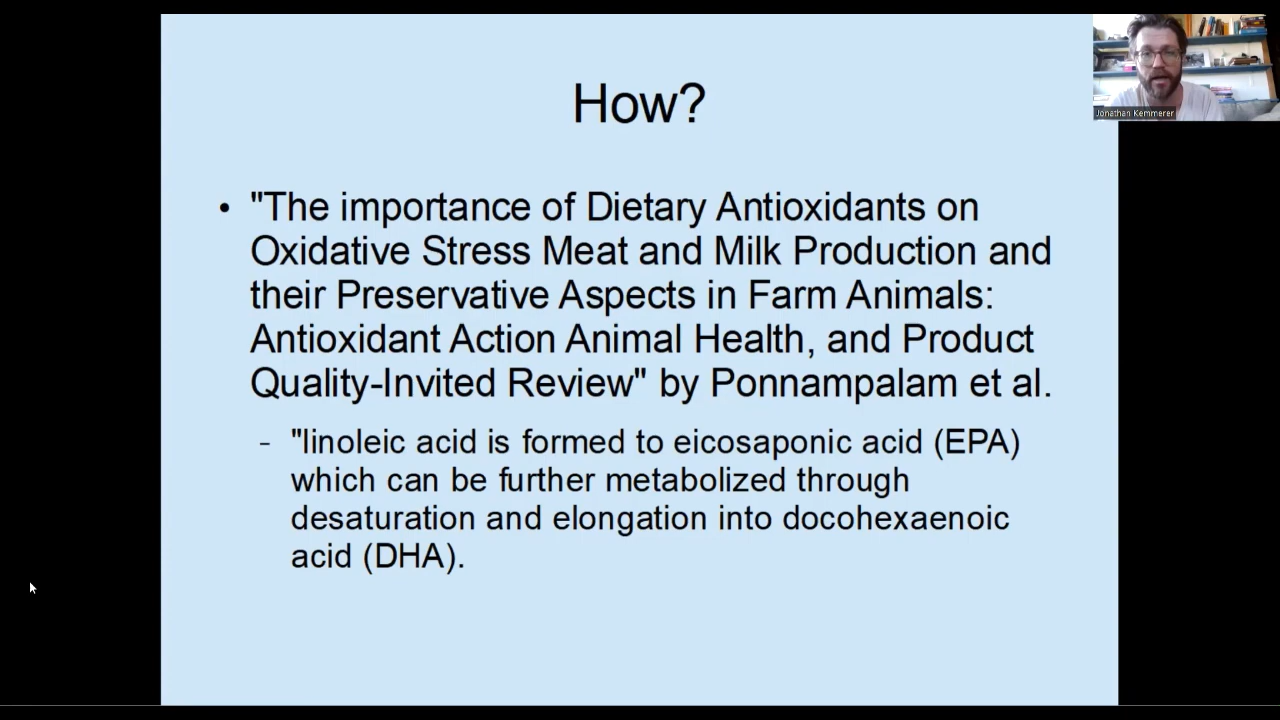 How?
• "The importance of Dietary Antioxidants on
Oxidative Stress Meat and Milk Production and
their Preservative Aspects in Farm Animals:
Antioxidant Action Animal Health, and Product
Quality-Invited Review" by Ponnampalam et al.
– "linoleic acid is formed to eicosaponic acid (EPA)
which can be further metabolized through
desaturation and elongation into docohexaenoic
acid (DHA).
Jonathan Kemmerer